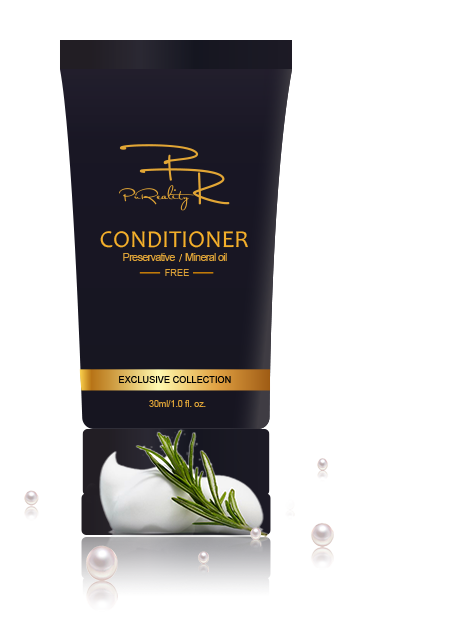 PR
PuReality
CONDITIONER
Preservative / Mineral oil
FREE
EXCLUSIVE COLLECTION
30ml/1.0 fl. oz.